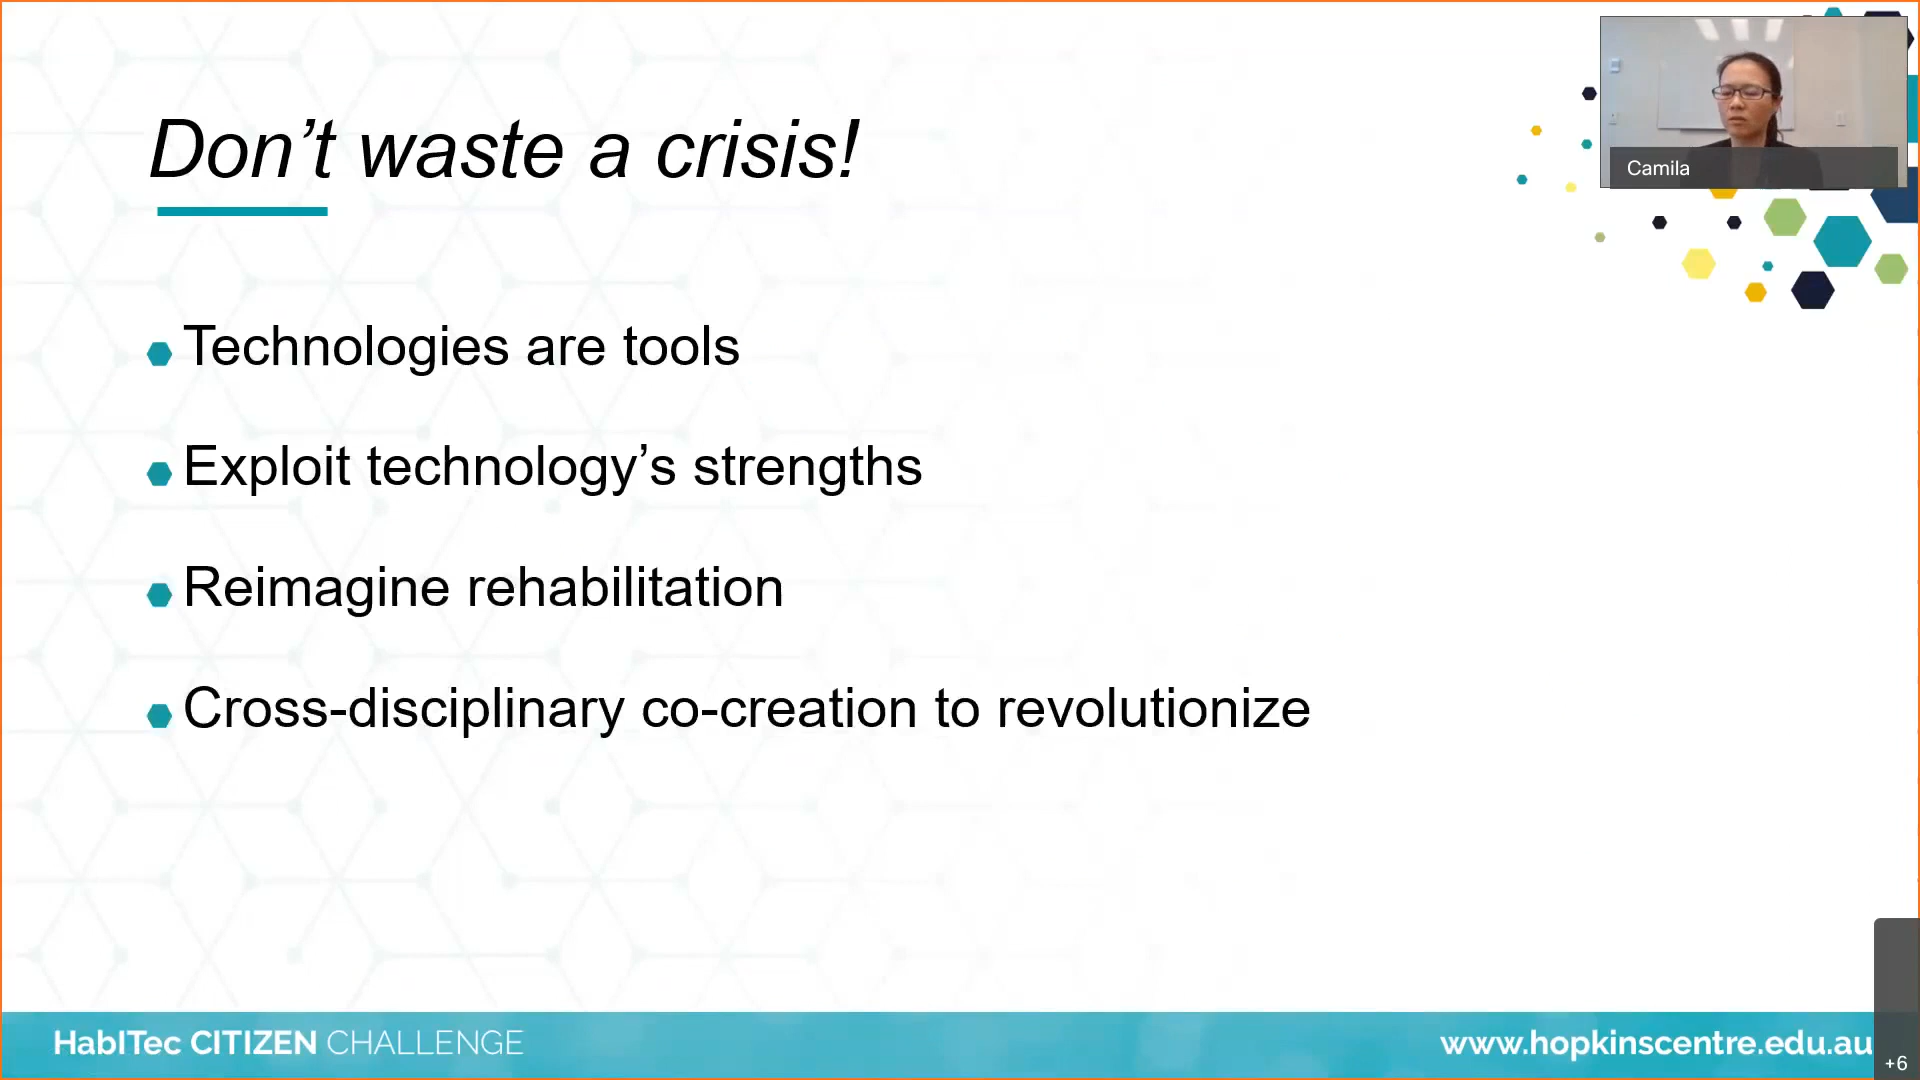 Don’t waste a crisis!
Camila
Technologies are tools
Exploit technology’s strengths
Reimagine rehabilitation
Cross-disciplinary co-creation to revolutionize
HabITec CITIZEN CHALLENGE
www.hopkinscentre.edu.au
+6